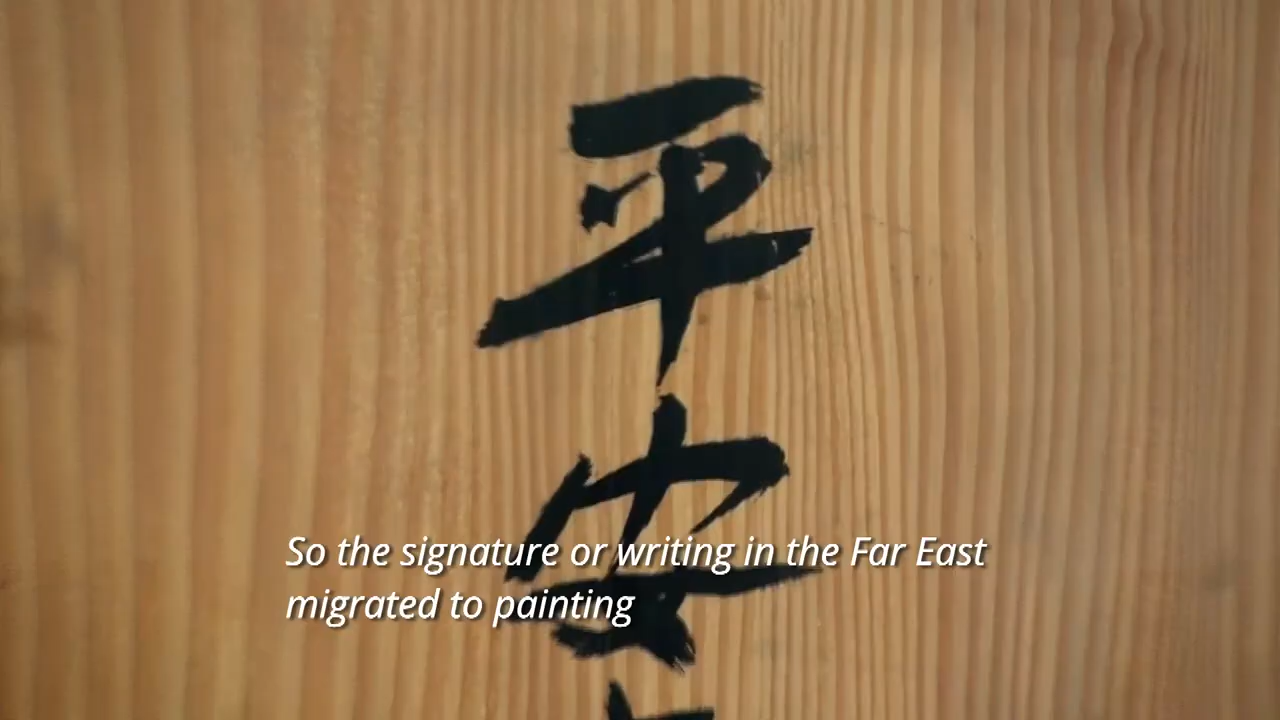 平安
So the signature or writing in the Far East
migrated to painting